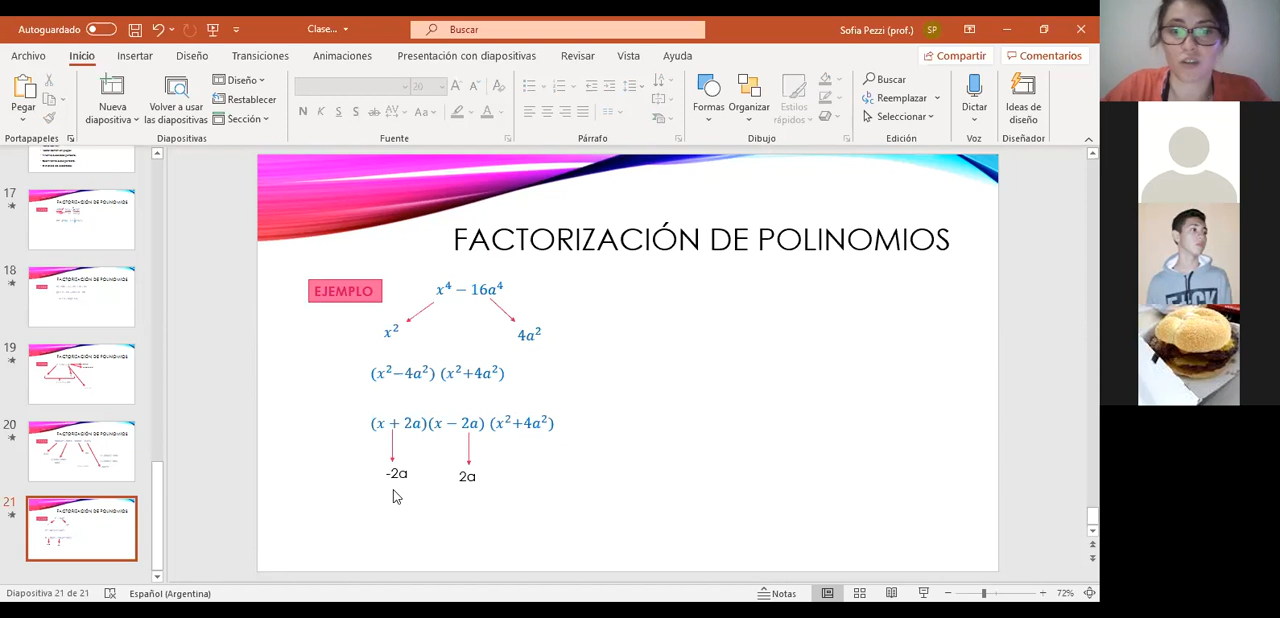 Autoguardado
Clase...
Buscar
Sofia Pezzi (prof.) SP
Archivo Inicio Insertar Diseño Transiciones Animaciones Presentación con diapositivas Revisar Vista Ayuda Compartir Comentarios
Pegar
Nueva diapositiva
Volver a usar las diapositivas
Diseño
Restablecer
Sección
20
N K S S ab AV Aa A
Formas Organizar Estilos rápidos
Buscar
Reemplazar
Seleccionar
Dictar
Ideas de diseño
Portapapeles Diapositivas Fuente Párrafo Dibujo Edición Voz Diseñador
17
18
19
20
21
FACTORIZACIÓN DE POLINOMIOS
EJEMPLO x⁴ − 16a⁴
x² 4a²
(x²−4a²) (x²+4a²)
(x + 2a)(x − 2a) (x²+4a²)
-2a 2a
Diapositiva 21 de 21 Español (Argentina) Notas 72%